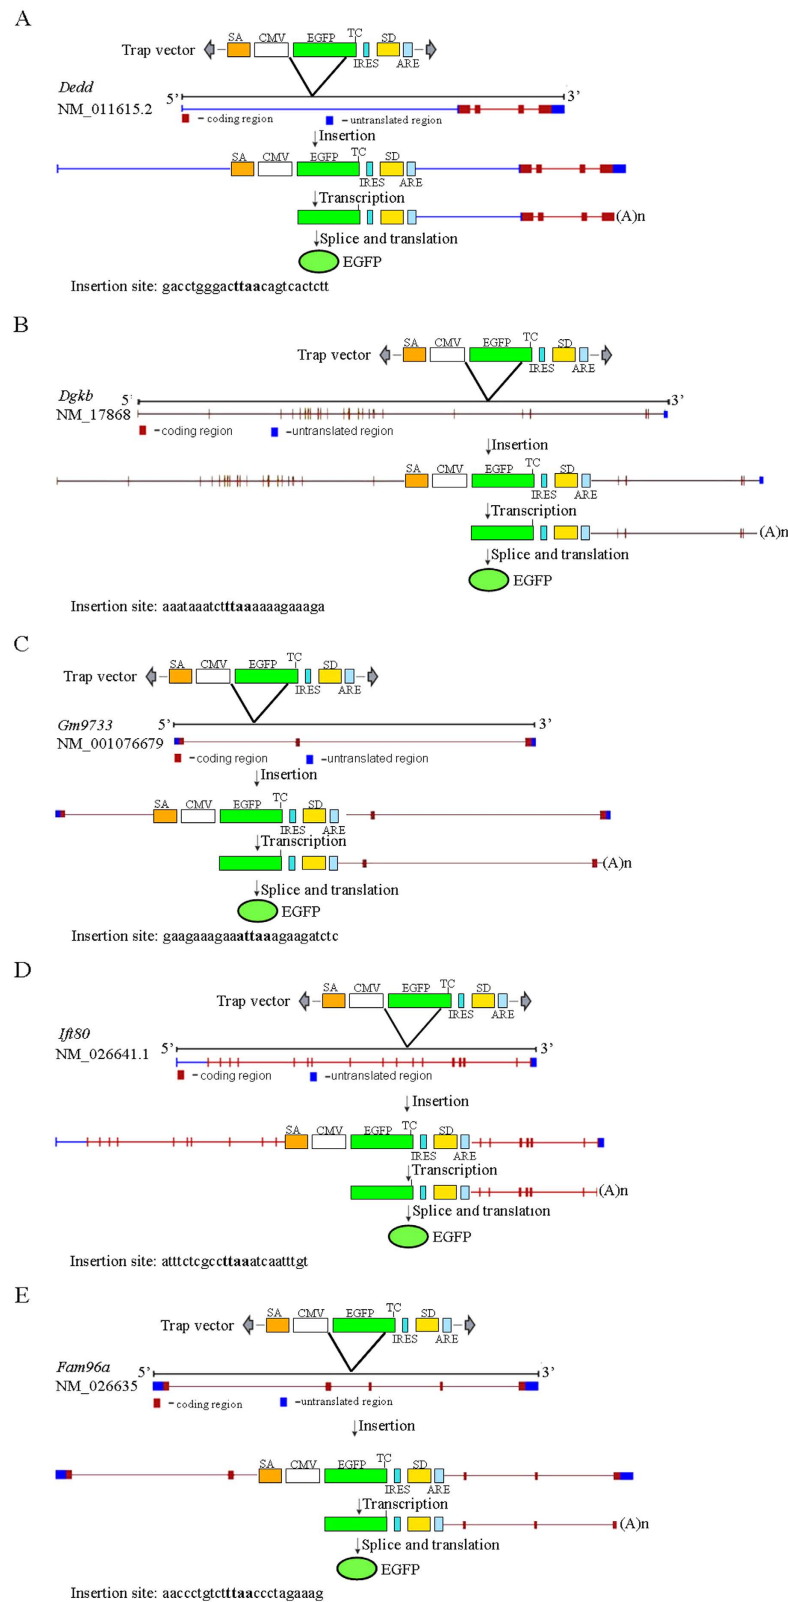 A
SA CMV EGFP TC SD
Trap vector
IRES ARE
Dedd
5' 3'
NM_011615.2
= coding region = untranslated region
Insertion
SA CMV EGFP TC SD
IRES ARE
Transcription
(A)n
Splice and translation
EGFP
Insertion site: gacctgggacttaacagtcactctt
B
SA CMV EGFP TC SD
Trap vector
IRES ARE
Dgkb
5' 3'
NM_17868
= coding region =untranslated region
Insertion
SA CMV EGFP TC SD
IRES ARE
Transcription
(A)n
Splice and translation
EGFP
Insertion site: aaataaatctttaaaaaagaaaga
C
SA CMV EGFP TC SD
Trap vector
IRES ARE
Gm9733
5' 3'
NM_001076679
=coding region =untranslated region
Insertion
SA CMV EGFP TC SD
IRES ARE
Transcription
(A)n
Splice and translation
EGFP
Insertion site: gaagaaagaaattaaagaagatctc
D
SA CMV EGFP TC SD
Trap vector
IRES ARE
Ift80
5' 3'
NM_026641.1
= coding region =untranslated region
Insertion
SA CMV EGFP TC SD
IRES ARE
Transcription
(A)n
Splice and translation
EGFP
Insertion site: atttctcgccttaaatcaatttgt
E
SA CMV EGFP TC SD
Trap vector
IRES ARE
Fam96a
5' 3'
NM_026635
= coding region =untranslated region
Insertion
SA CMV EGFP TC SD
IRES ARE
Transcription
(A)n
Splice and translation
EGFP
Insertion site: aaccctgtctttaaccctagaaag